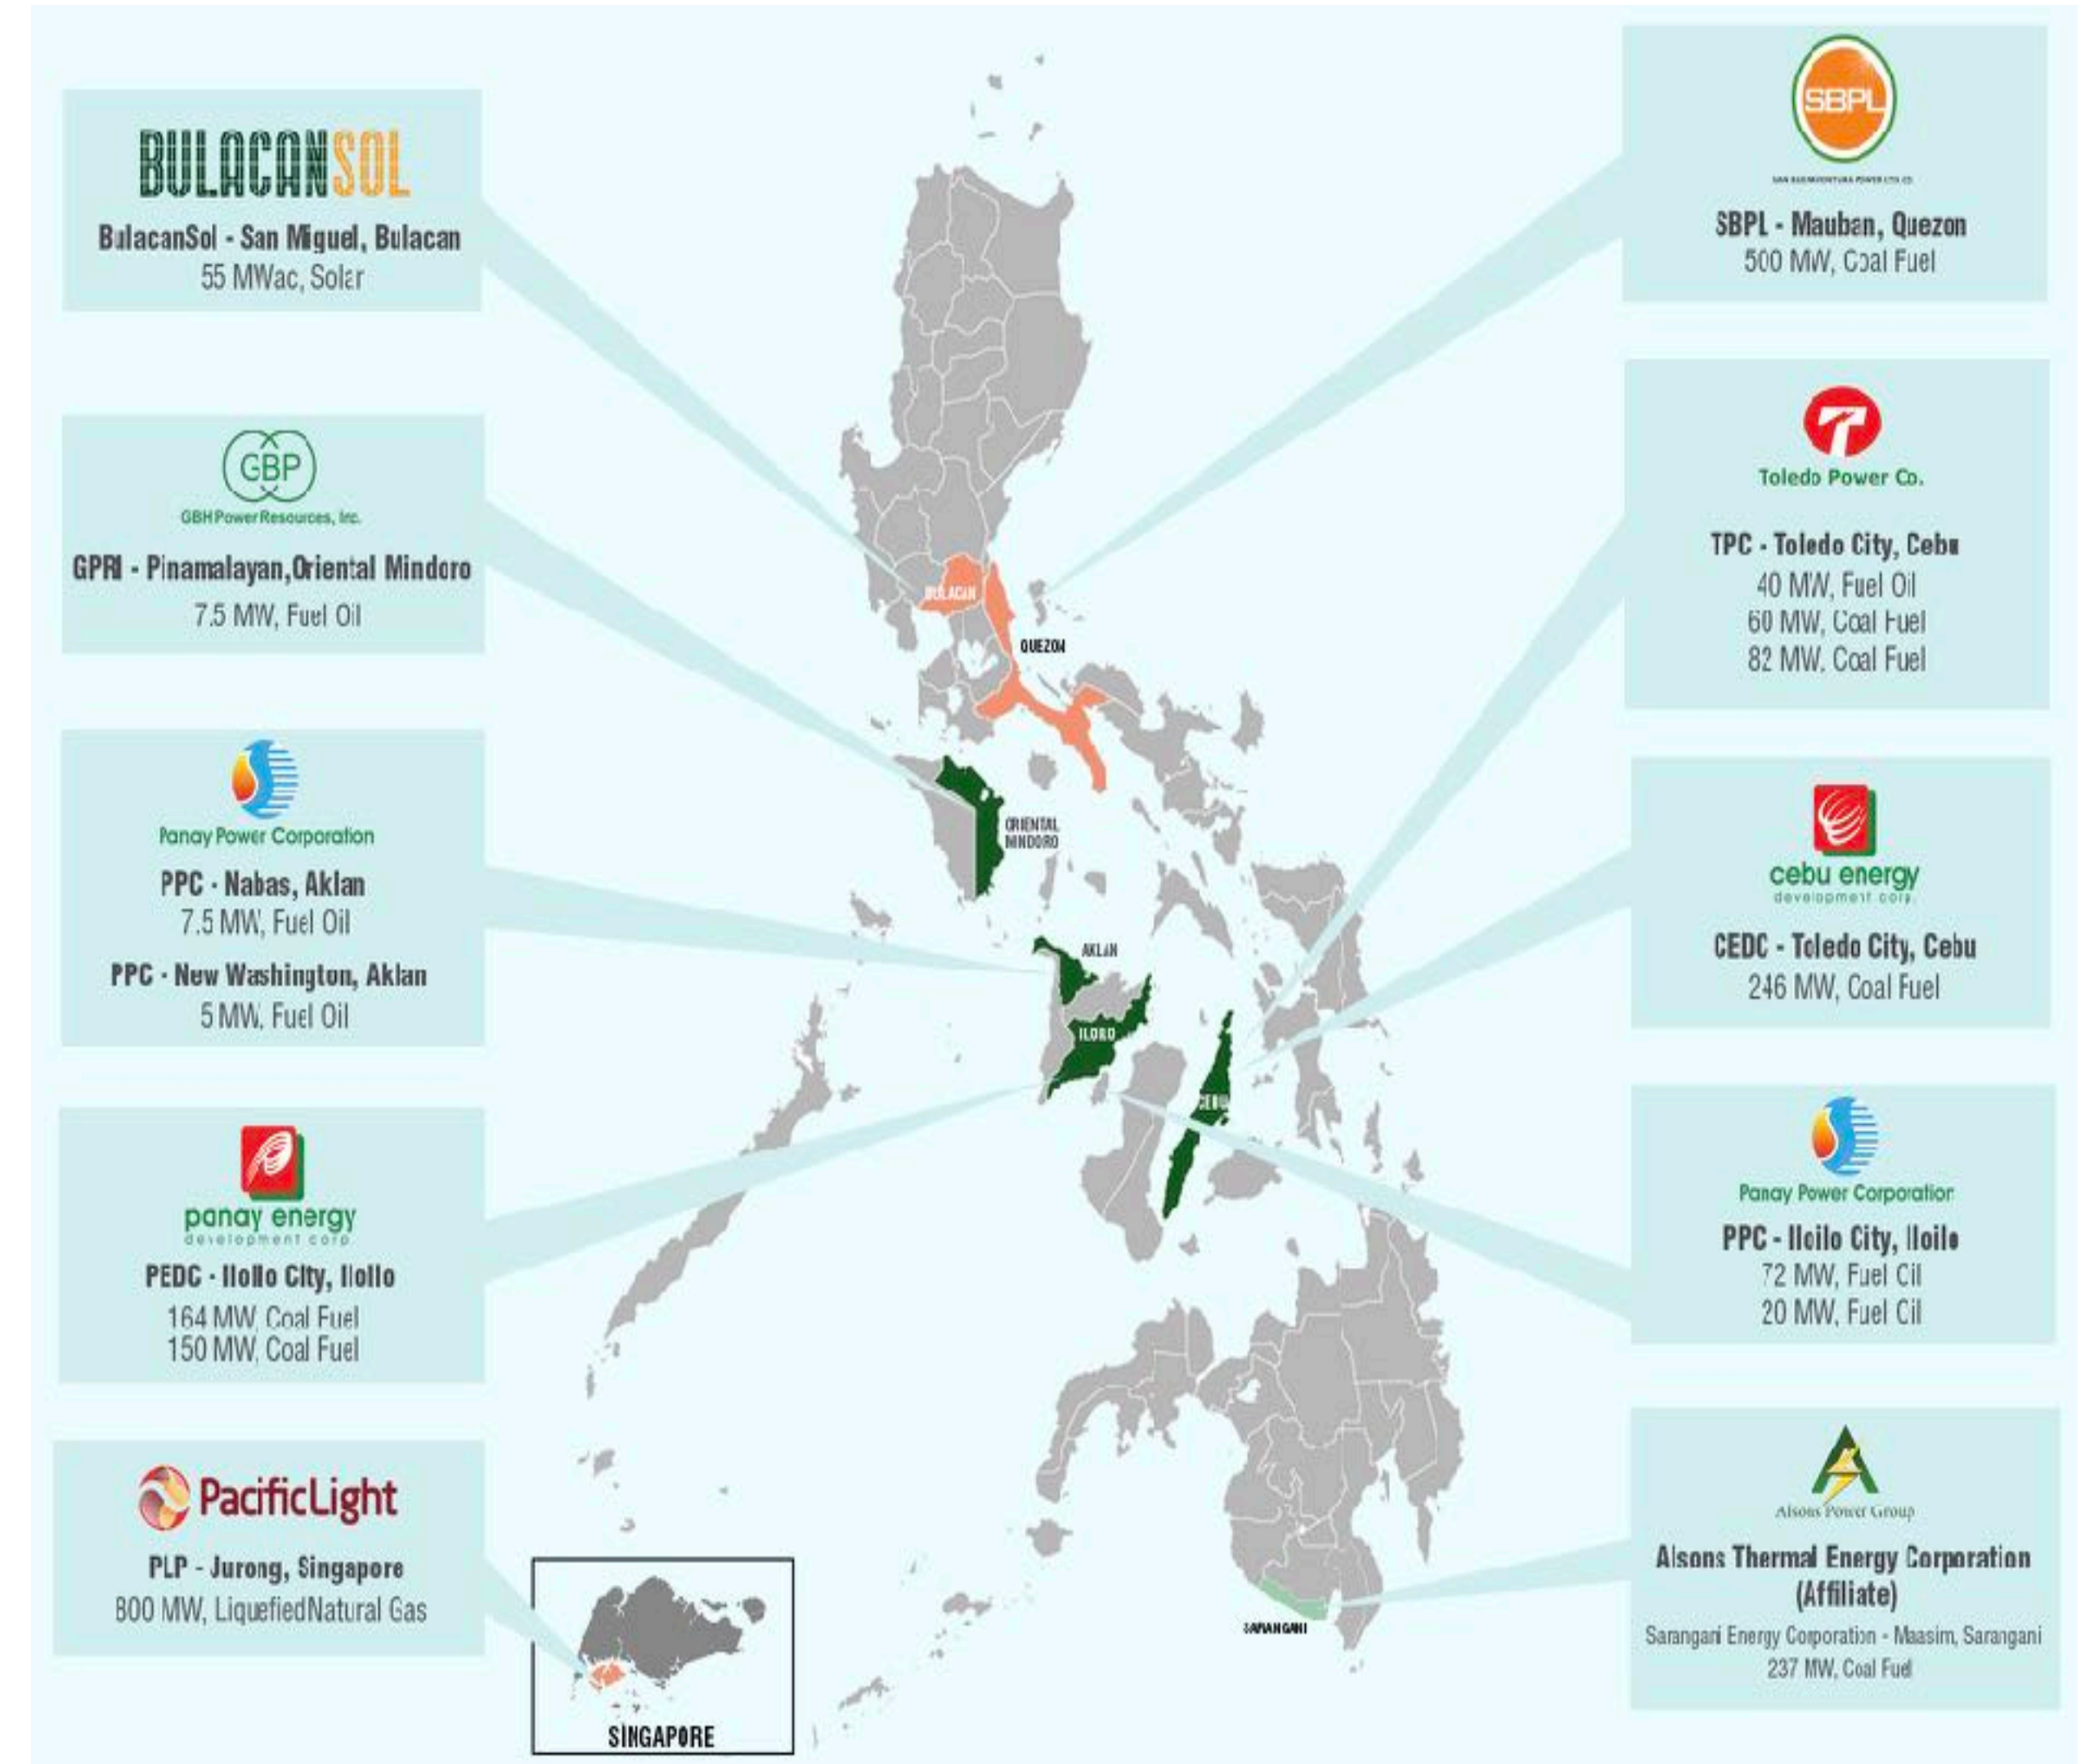 BULACANSOL
BulacanSol - San Miguel, Bulacan
55 MWac, Solar
GBP
GBH Power Resources, Inc.
GPRI - Pinamalayan, Oriental Mindoro
7.5 MW, Fuel Oil
Panay Power Corporation
PPC - Nabas, Aklan
7.5 MW, Fuel Oil
PPC - New Washington, Aklan
5 MW, Fuel Oil
panay energy
development corp.
PEDC - Iloilo City, Iloilo
164 MW, Coal Fuel
150 MW, Coal Fuel
PacificLight
PLP - Jurong, Singapore
800 MW, Liquefied Natural Gas
BULACAN
QUEZON
ORIENTAL
MINDORO
AKLAN
ILOILO
CEBU
SARANGANI
SINGAPORE
SBPL
SAN BUENAVENTURA POWER LTD. CO.
SBPL - Mauban, Quezon
500 MW, Coal Fuel
Toledo Power Co.
TPC - Toledo City, Cebu
40 MW, Fuel Oil
60 MW, Coal Fuel
82 MW, Coal Fuel
cebu energy
development corp.
CEDC - Toledo City, Cebu
246 MW, Coal Fuel
Panay Power Corporation
PPC - Iloilo City, Iloilo
72 MW, Fuel Oil
20 MW, Fuel Oil
Alsons Power Group
Alsons Thermal Energy Corporation
(Affiliate)
Sarangani Energy Corporation - Maasim, Sarangani
237 MW, Coal Fuel